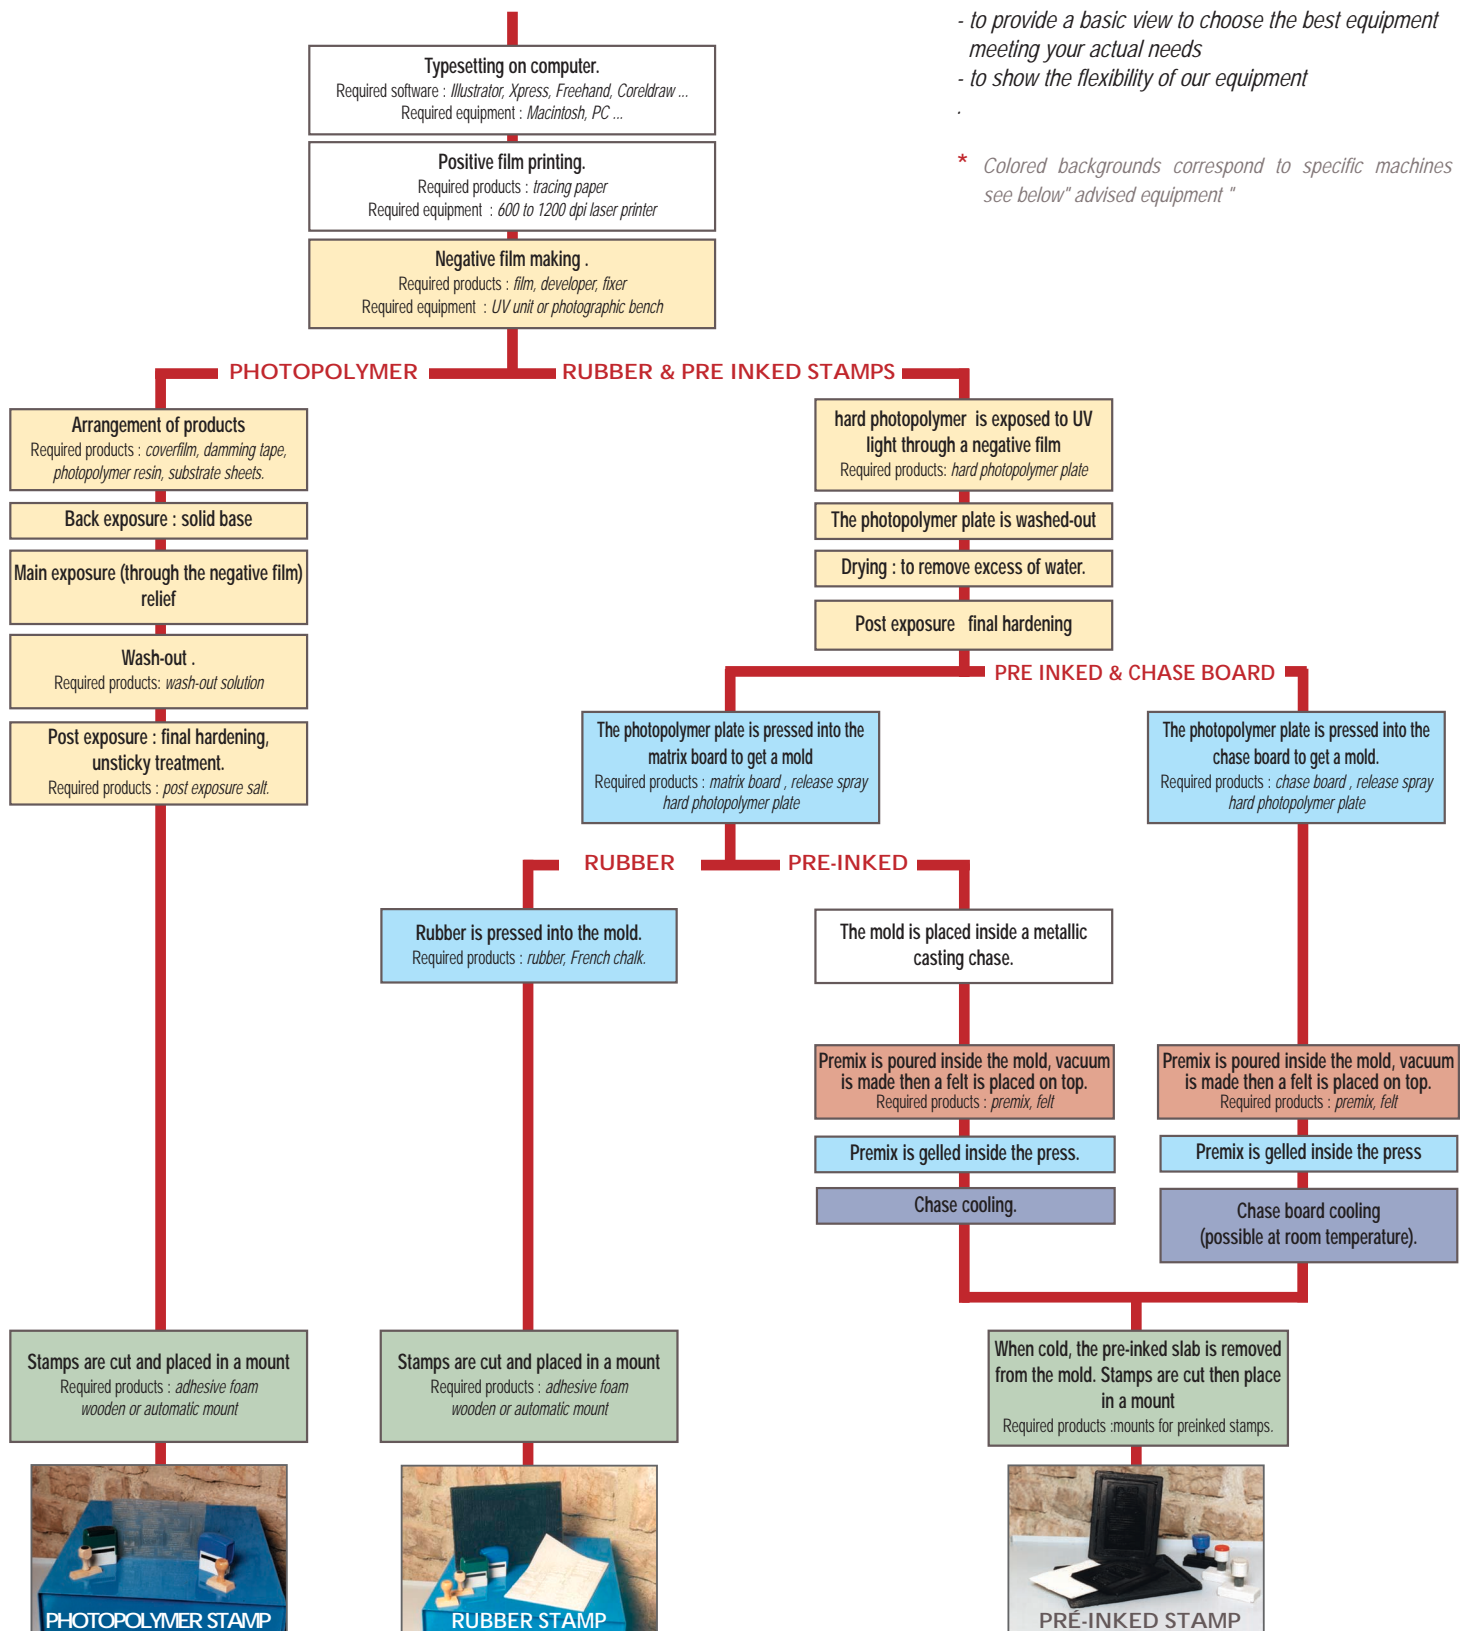 - to provide a basic view to choose the best equipment
meeting your actual needs
- to show the flexibility of our equipment
.
* Colored backgrounds correspond to specific machines
see below" advised equipment "
Typesetting on computer.
Required software : Illustrator, Xpress, Freehand, Coreldraw ...
Required equipment : Macintosh, PC ...
Positive film printing.
Required products : tracing paper
Required equipment : 600 to 1200 dpi laser printer
Negative film making .
Required products : film, developer, fixer
Required equipment : UV unit or photographic bench
PHOTOPOLYMER
RUBBER & PRE INKED STAMPS
Arrangement of products
Required products : coverfilm, damming tape,
photopolymer resin, substrate sheets.
Back exposure : solid base
Main exposure (through the negative film)
relief
Wash-out .
Required products: wash-out solution
Post exposure : final hardening,
unsticky treatment.
Required products : post exposure salt.
hard photopolymer is exposed to UV
light through a negative film
Required products: hard photopolymer plate
The photopolymer plate is washed-out
Drying : to remove excess of water.
Post exposure final hardening
PRE INKED & CHASE BOARD
The photopolymer plate is pressed into the
matrix board to get a mold
Required products : matrix board , release spray
hard photopolymer plate
The photopolymer plate is pressed into the
chase board to get a mold.
Required products : chase board , release spray
hard photopolymer plate
RUBBER
PRE-INKED
Rubber is pressed into the mold.
Required products : rubber, French chalk.
The mold is placed inside a metallic
casting chase.
Premix is poured inside the mold, vacuum
is made then a felt is placed on top.
Required products : premix, felt
Premix is gelled inside the press.
Chase cooling.
Premix is poured inside the mold, vacuum
is made then a felt is placed on top.
Required products : premix, felt
Premix is gelled inside the press
Chase board cooling
(possible at room temperature).
Stamps are cut and placed in a mount
Required products : adhesive foam
wooden or automatic mount
Stamps are cut and placed in a mount
Required products : adhesive foam
wooden or automatic mount
When cold, the pre-inked slab is removed
from the mold. Stamps are cut then place
in a mount
Required products :mounts for preinked stamps.
PHOTOPOLYMER STAMP
RUBBER STAMP
PRÉ-INKED STAMP